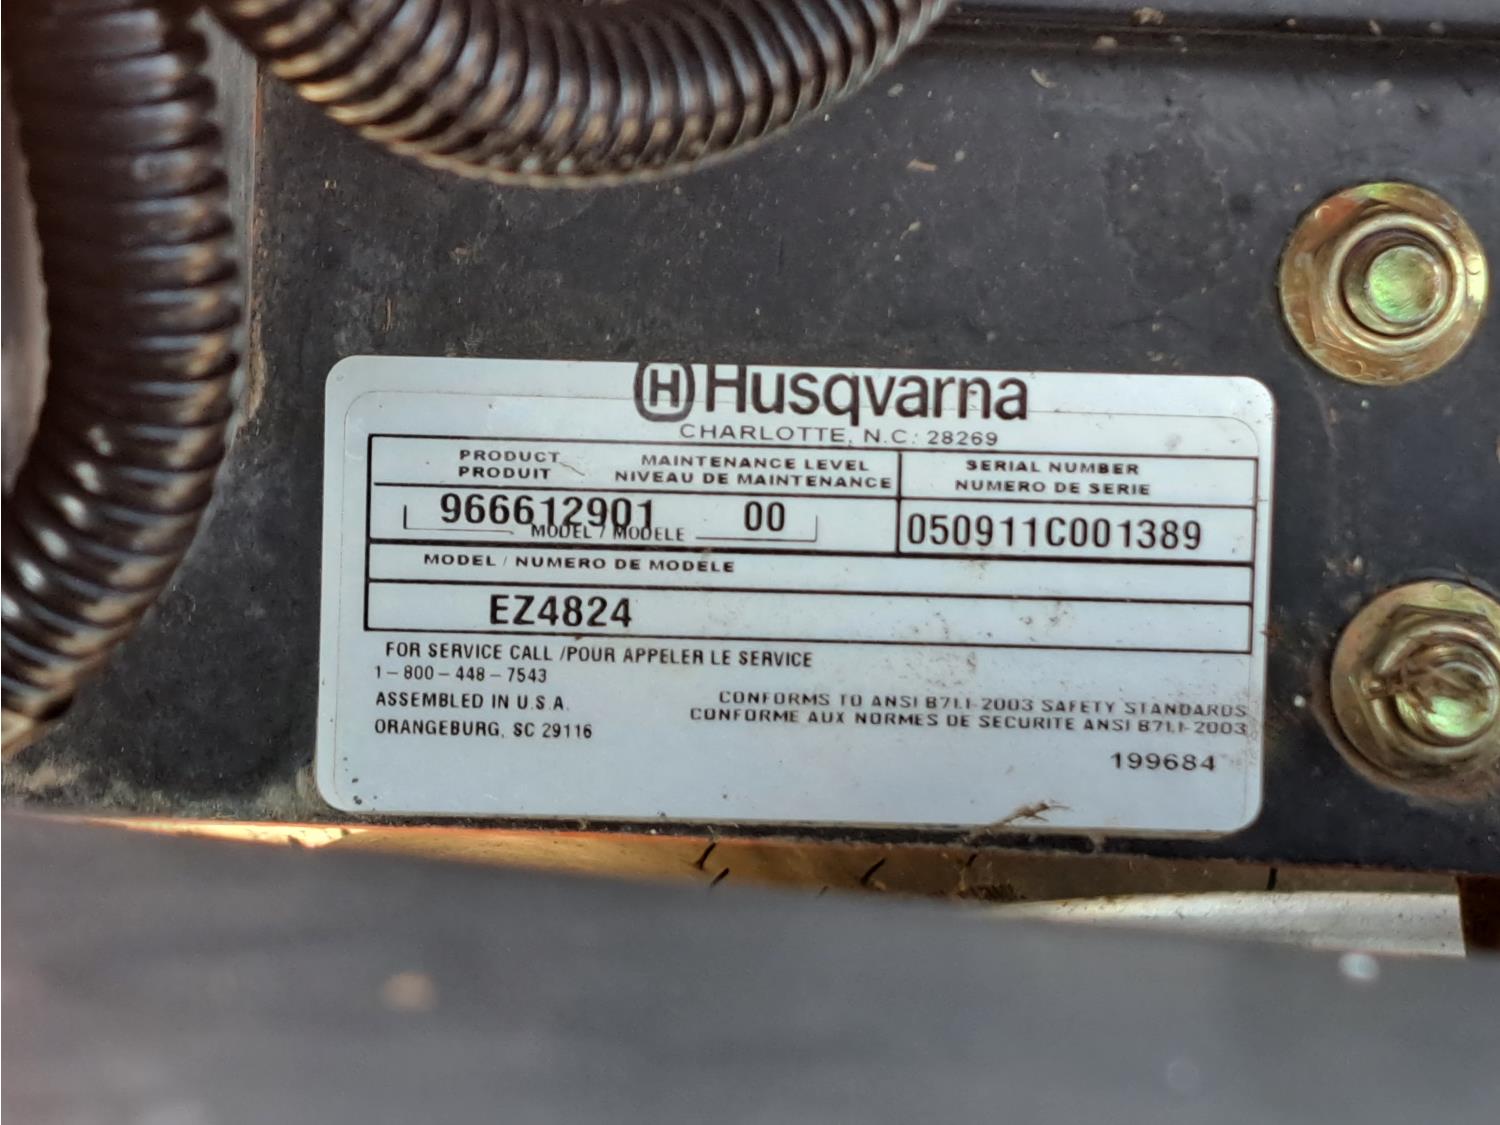 H Husqvarna
CHARLOTTE, N.C. 28269
PRODUCT MAINTENANCE LEVEL SERIAL NUMBER
PRODUIT NIVEAU DE MAINTENANCE NUMERO DE SERIE
966612901 00 050911C001389
MODEL / MODELE
MODEL / NUMERO DE MODELE
EZ4824
FOR SERVICE CALL /POUR APPELER LE SERVICE
1-800-448-7543
ASSEMBLED IN U.S.A.
ORANGEBURG, SC 29116
CONFORMS TO ANSI B71.1-2003 SAFETY STANDARDS
CONFORME AUX NORMES DE SECURITE ANSI B71.1-2003
199684